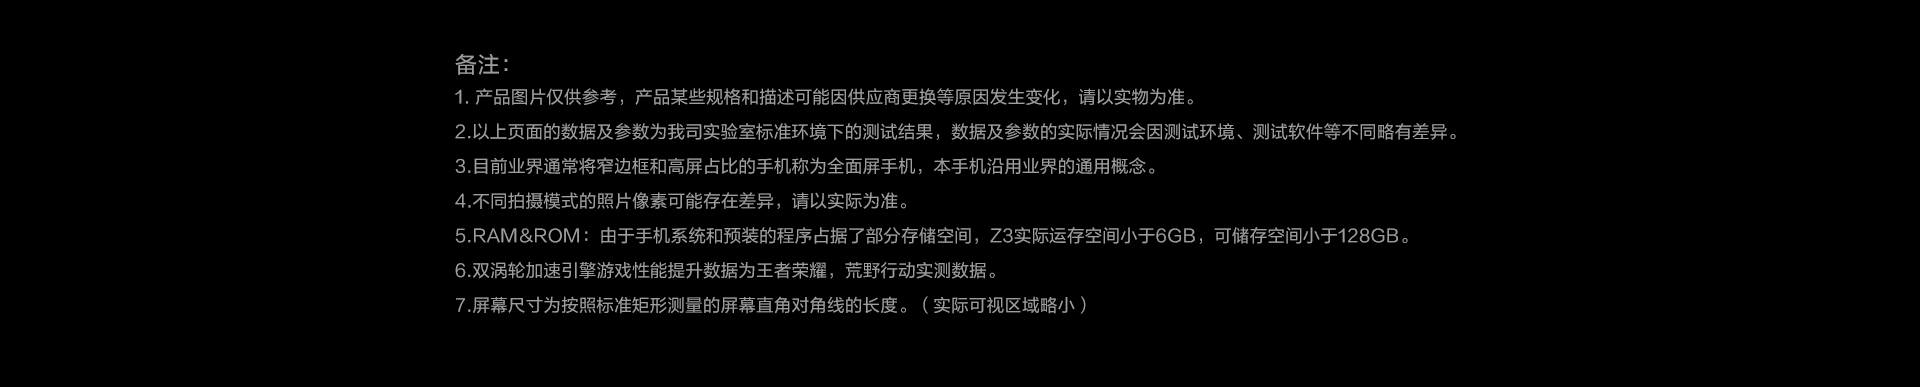 备注：
1. 产品图片仅供参考，产品某些规格和描述可能因供应商更换等原因发生变化，请以实物为准。
2.以上页面的数据及参数为我司实验室标准环境下的测试结果，数据及参数的实际情况会因测试环境、测试软件等不同略有差异。
3.目前业界通常将窄边框和高屏占比的手机称为全面屏手机，本手机沿用业界的通用概念。
4.不同拍摄模式的照片像素可能存在差异，请以实际为准。
5.RAM&ROM：由于手机系统和预装的程序占据了部分存储空间，Z3实际运存空间小于6GB，可储存空间小于128GB。
6.双涡轮加速引擎游戏性能提升数据为王者荣耀，荒野行动实测数据。
7.屏幕尺寸为按照标准矩形测量的屏幕直角对角线的长度。（实际可视区域略小）